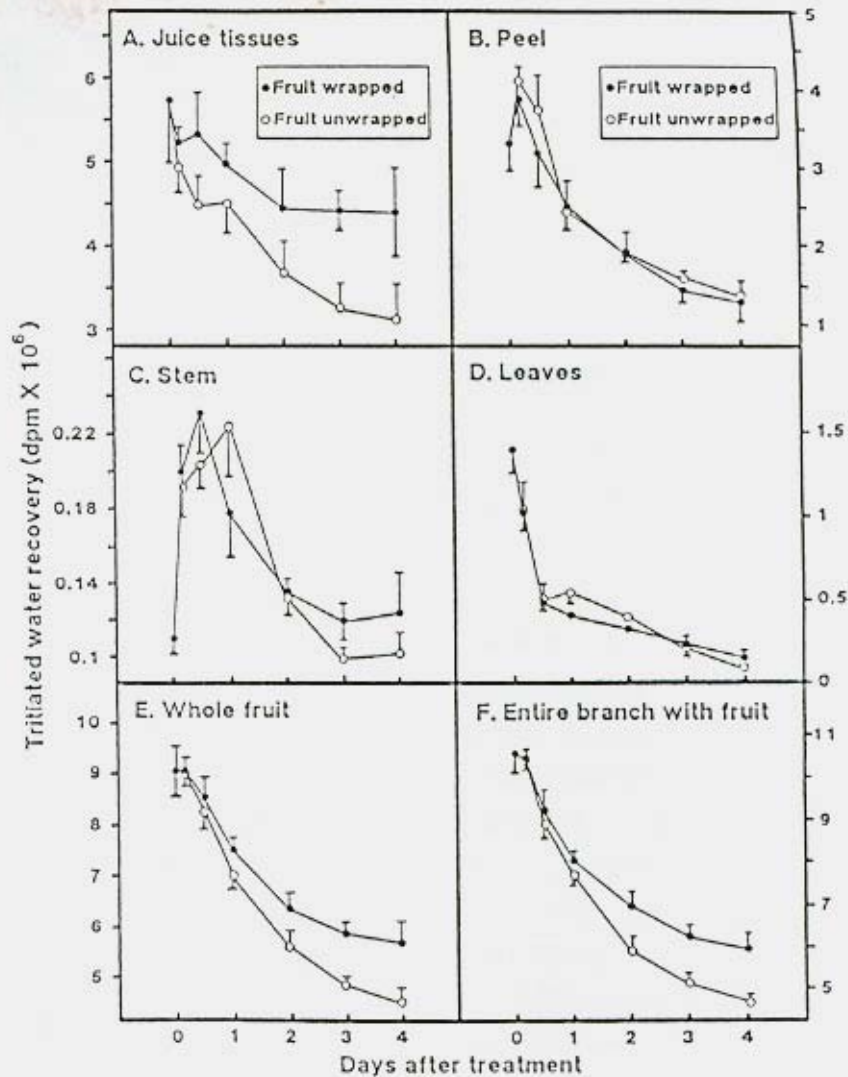 A. Juice tissues
Fruit wrapped
Fruit unwrapped
6
5
4
3
B. Peel
Fruit wrapped
Fruit unwrapped
5
4
3
2
1
C. Stem
0.22
0.18
0.14
0.1
D. Leaves
1.5
1
0.5
0
E. Whole fruit
10
9
8
7
6
5
F. Entire branch with fruit
11
9
7
5
Tritiated water recovery (dpm X 10⁶)
0 1 2 3 4
0 1 2 3 4
Days after treatment